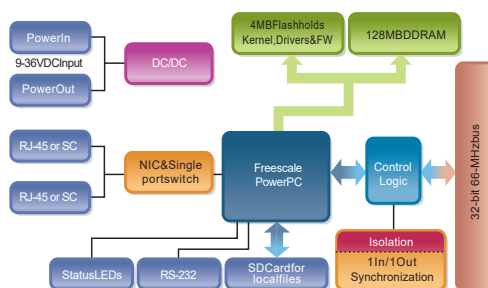 PowerIn
9-36VDCInput
PowerOut
DC/DC
4MBFlashholds
Kernel,Drivers&FW
128MBDDRAM
RJ-45 or SC
RJ-45 or SC
NIC&Single
portswitch
Freescale
PowerPC
Control
Logic
32-bit 66-MHzbus
Isolation
1In/1Out
Synchronization
StatusLEDs
RS-232
SDCardfor
localfiles